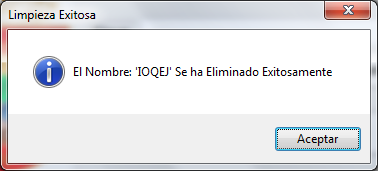 Limpieza Exitosa
El Nombre: 'IOQEJ' Se ha Eliminado Exitosamente
Aceptar